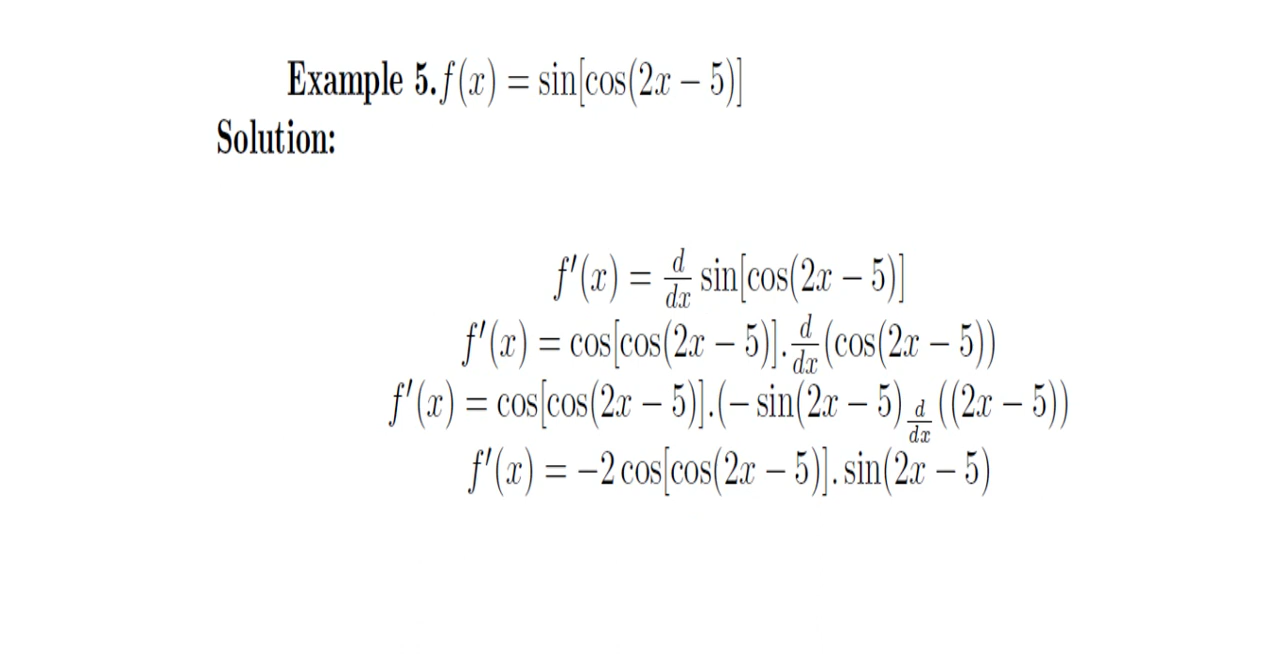 Example 5. f(x) = sin[cos(2x − 5)]
Solution:
f′(x) = d/dx sin[cos(2x − 5)]
f′(x) = cos[cos(2x − 5)]. d/dx (cos(2x − 5))
f′(x) = cos[cos(2x − 5)].(− sin(2x − 5) d/dx ((2x − 5))
f′(x) = −2 cos[cos(2x − 5)]. sin(2x − 5)